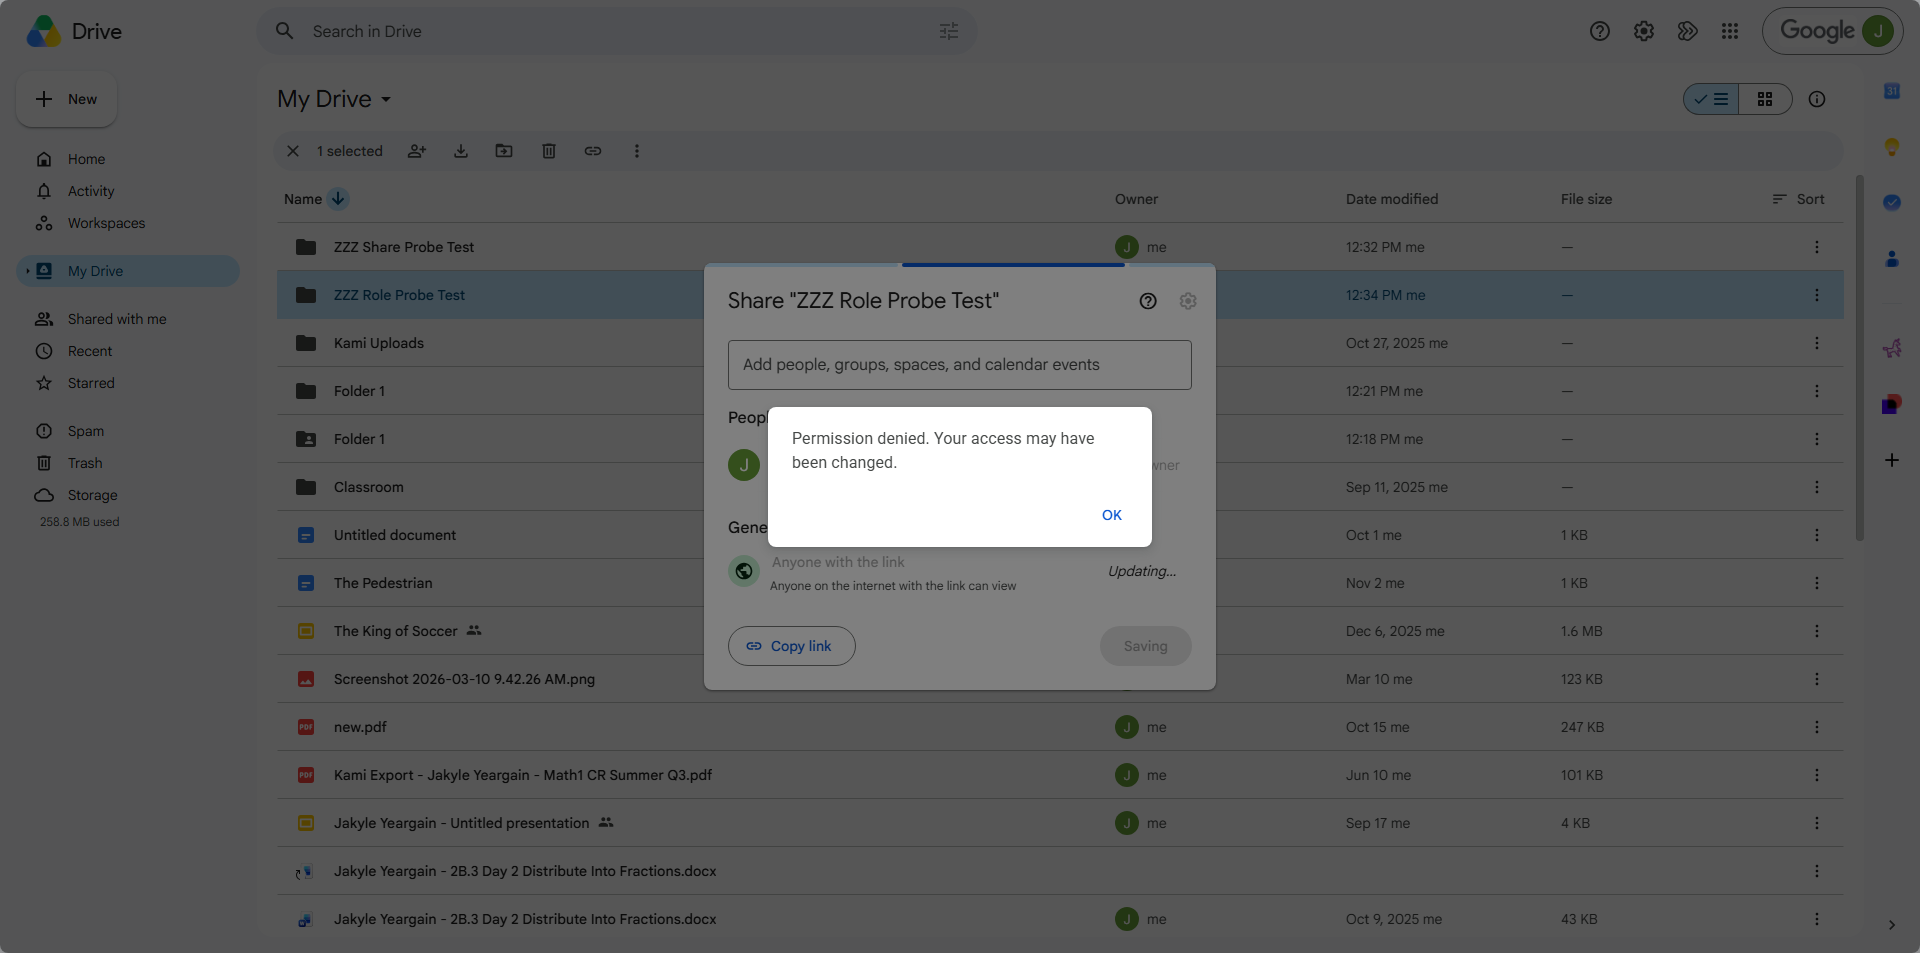 Drive
Search in Drive
Google
J
New
Home
Activity
Workspaces
My Drive
Shared with me
Recent
Starred
Spam
Trash
Storage
258.8 MB used
My Drive
1 selected
Name
Owner
Date modified
File size
Sort
ZZZ Share Probe Test
J
me
12:32 PM me
—
ZZZ Role Probe Test
12:34 PM me
—
Kami Uploads
Oct 27, 2025 me
—
Folder 1
12:21 PM me
—
Folder 1
12:18 PM me
—
Classroom
Sep 11, 2025 me
—
Untitled document
Oct 1 me
1 KB
The Pedestrian
Nov 2 me
1 KB
The King of Soccer
Dec 6, 2025 me
1.6 MB
Screenshot 2026-03-10 9.42.26 AM.png
Mar 10 me
123 KB
PDF
new.pdf
J
me
Oct 15 me
247 KB
PDF
Kami Export - Jakyle Yeargain - Math1 CR Summer Q3.pdf
J
me
Jun 10 me
101 KB
Jakyle Yeargain - Untitled presentation
J
me
Sep 17 me
4 KB
Jakyle Yeargain - 2B.3 Day 2 Distribute Into Fractions.docx
Jakyle Yeargain - 2B.3 Day 2 Distribute Into Fractions.docx
J
me
Oct 9, 2025 me
43 KB
Share "ZZZ Role Probe Test"
Add people, groups, spaces, and calendar events
Peop
J
wner
Gene
Anyone with the link
Anyone on the internet with the link can view
Updating...
Copy link
Saving
Permission denied. Your access may have
been changed.
OK
31